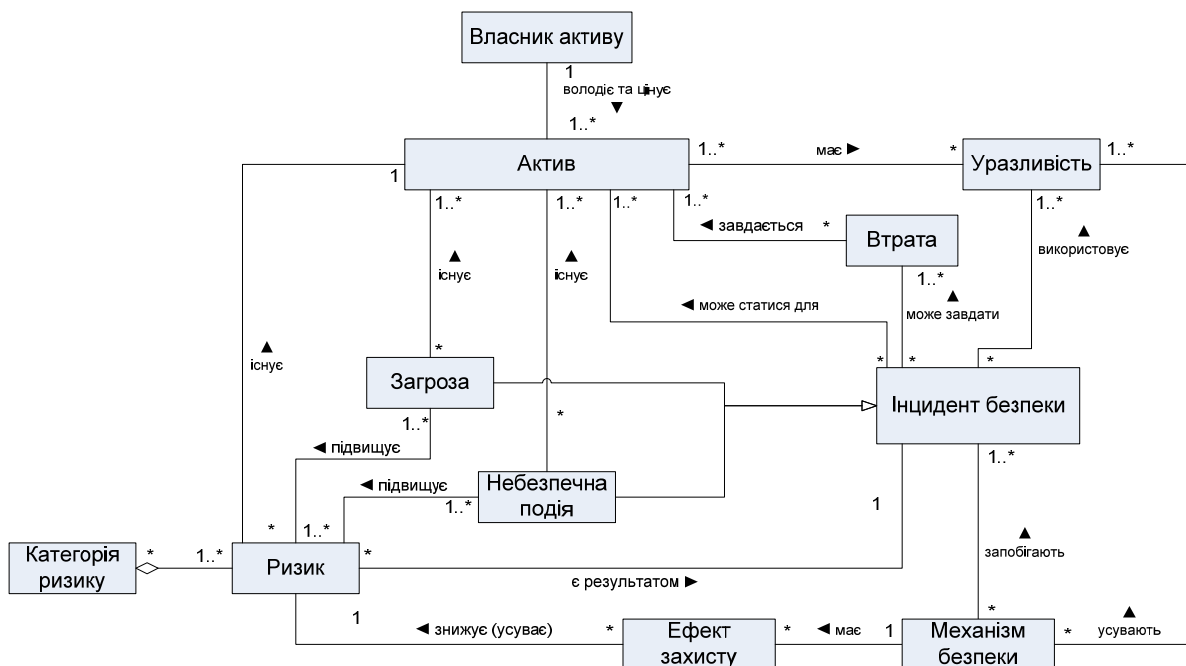 Власник активу
1
володіє та цінує
▼
1..*
Актив
1
1..*
має ►
*
Уразливість
1..*
1..*
1..*
1..*
1..*
1..*
◄ завдається
*
Втрата
1..*
▲
існує
▲
існує
▲
використовує
◄ може статися для
▲
може завдати
▲
існує
*
*
*
*
Загроза
Інцидент безпеки
1..*
*
1..*
◄ підвищує
◄ підвищує
1..*
Небезпечна
подія
1
*
1..*
▲
запобігають
Категорія
ризику
*
1..*
Ризик
*
є результатом ►
1
◄ знижує (усуває)
*
Ефект
захисту
*
◄ має
1
*
Механізм
безпеки
*
▲
усувають